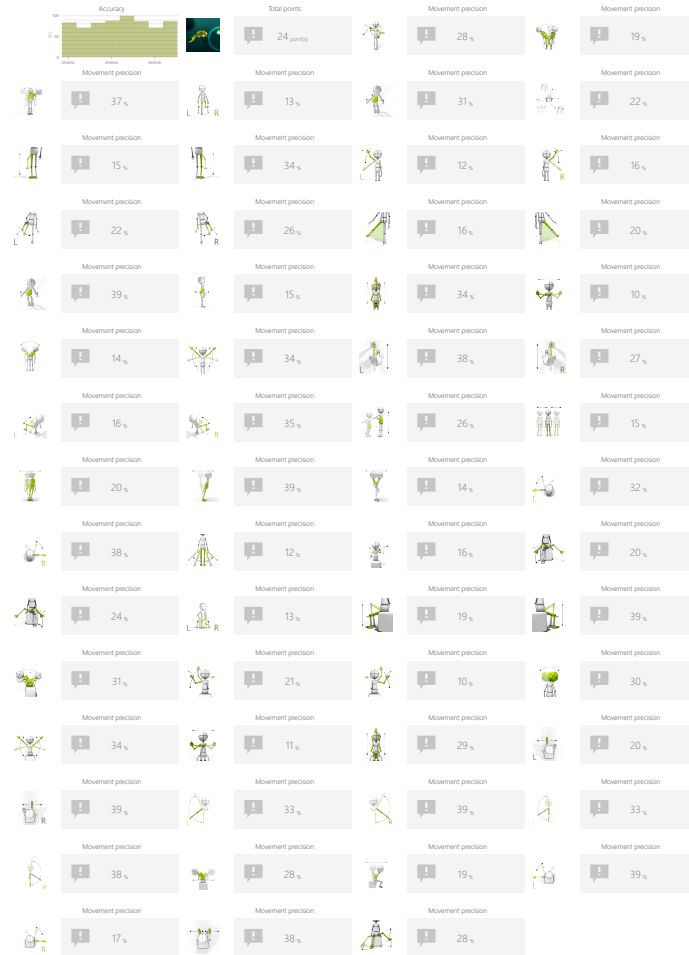 Accuracy
Total points
Movement precision
Movement precision
100
50
0
[%]
24 point(s)
28 %
19 %
Movement precision
Movement precision
Movement precision
Movement precision
37 %
L R
13 %
31 %
22 %
Movement precision
Movement precision
Movement precision
Movement precision
15 %
34 %
L
12 %
R
16 %
Movement precision
Movement precision
Movement precision
Movement precision
L
22 %
R
26 %
16 %
20 %
Movement precision
Movement precision
Movement precision
Movement precision
39 %
15 %
34 %
10 %
Movement precision
Movement precision
Movement precision
Movement precision
14 %
34 %
L
38 %
R
27 %
Movement precision
Movement precision
Movement precision
Movement precision
L
16 %
R
35 %
26 %
15 %
Movement precision
Movement precision
Movement precision
Movement precision
20 %
39 %
14 %
L
32 %
Movement precision
Movement precision
Movement precision
Movement precision
R
38 %
12 %
16 %
20 %
Movement precision
Movement precision
Movement precision
Movement precision
24 %
L R
13 %
19 %
39 %
Movement precision
Movement precision
Movement precision
Movement precision
31 %
21 %
10 %
30 %
Movement precision
Movement precision
Movement precision
Movement precision
34 %
11 %
29 %
L
20 %
Movement precision
Movement precision
Movement precision
Movement precision
R
39 %
L
33 %
R
39 %
L
33 %
Movement precision
Movement precision
Movement precision
Movement precision
R
38 %
28 %
19 %
L
39 %
Movement precision
Movement precision
Movement precision
R
17 %
38 %
28 %